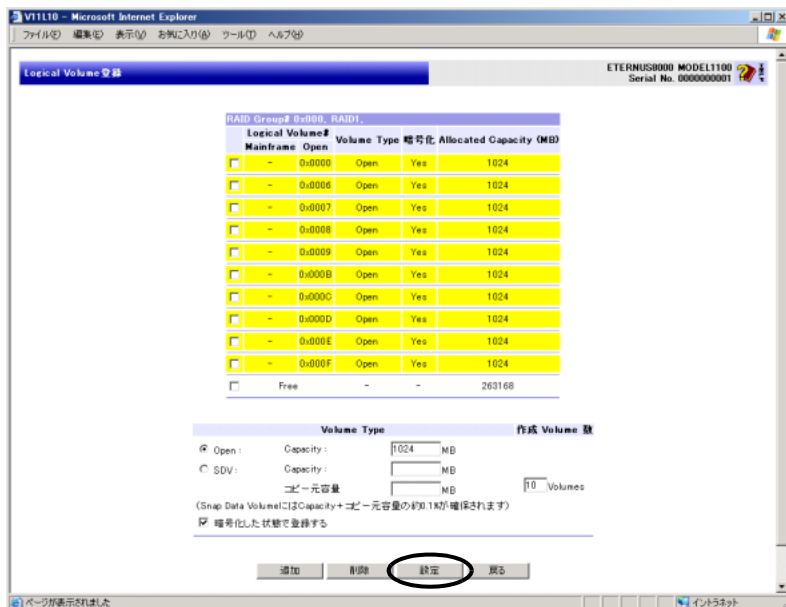 V11L10 - Microsoft Internet Explorer
ファイル(F) 編集(E) 表示(V) お気に入り(A) ツール(T) ヘルプ(H)
Logical Volume登録
ETERNUS8000 MODEL1100
Serial No. 0000000001
RAID Group# 0x000, RAID1,
Logical Volume# Volume Type 暗号化 Allocated Capacity (MB)
Mainframe Open
- 0x0000 Open Yes 1024
- 0x0006 Open Yes 1024
- 0x0007 Open Yes 1024
- 0x0008 Open Yes 1024
- 0x0009 Open Yes 1024
- 0x000B Open Yes 1024
- 0x000C Open Yes 1024
- 0x000D Open Yes 1024
- 0x000E Open Yes 1024
- 0x000F Open Yes 1024
Free - - 263168
Volume Type 作成 Volume 数
Open : Capacity : 1024 MB
SDV : Capacity : MB
コピー元容量 MB 10 Volumes
(Snap Data VolumeにはCapacity+コピー元容量の約0.1%が確保されます)
暗号化した状態で登録する
追加 削除 設定 戻る
ページが表示されました イントラネット